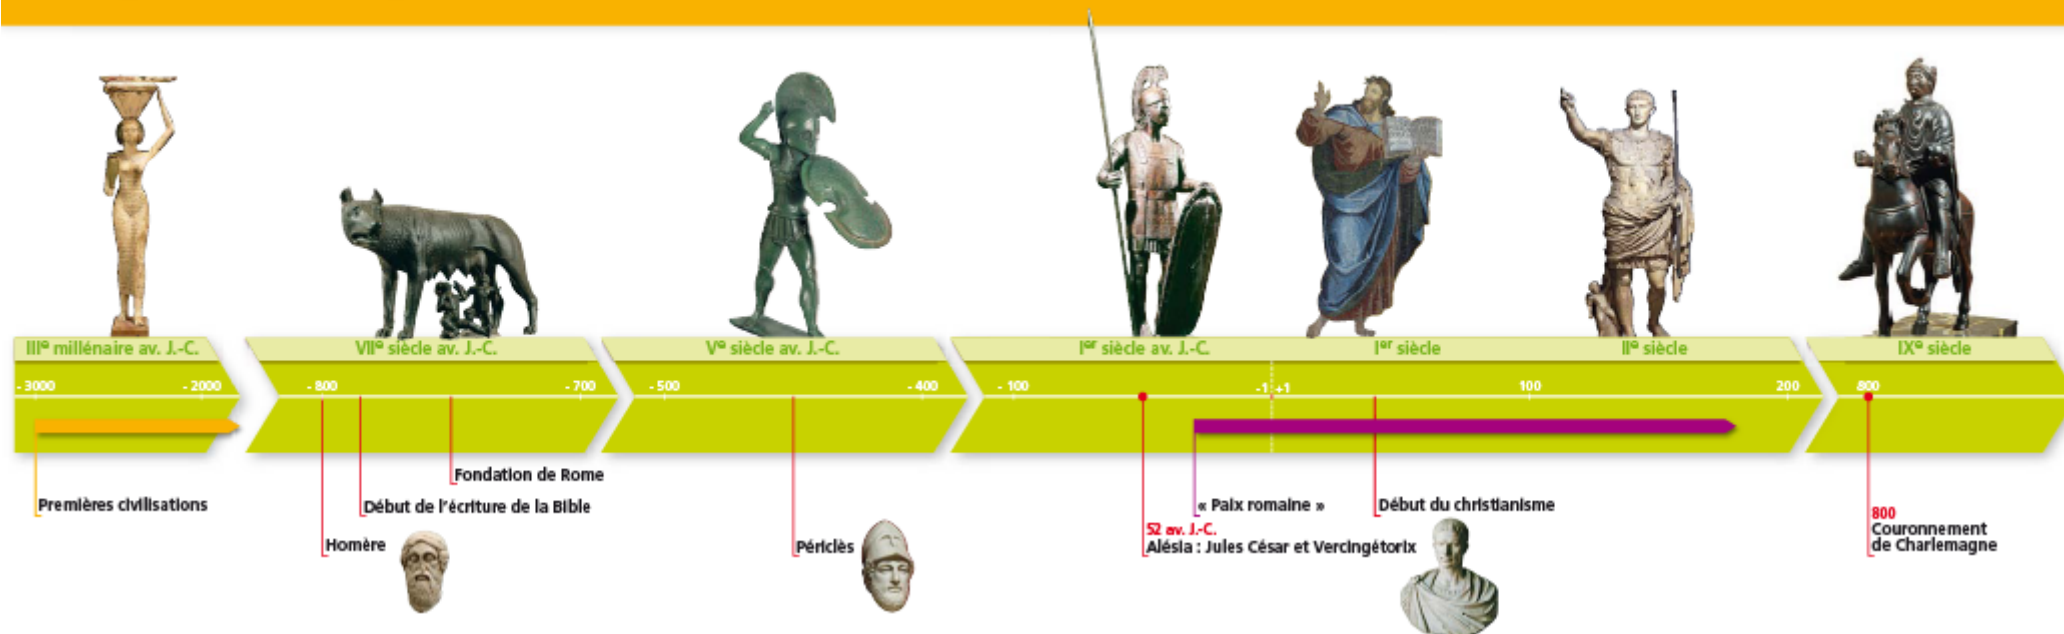 IIIe millénaire av. J.-C.
VIIe siècle av. J.-C.
Ve siècle av. J.-C.
Ier siècle av. J.-C.
Ier siècle
IIe siècle
IXe siècle
- 3000
- 2000
- 800
- 700
- 500
- 400
- 100
-1
+1
100
200
800
Premières civilisations
Homère
Début de l'écriture de la Bible
Fondation de Rome
Périclès
52 av. J.-C.
Alésia : Jules César et Vercingétorix
« Paix romaine »
Début du christianisme
800
Couronnement
de Charlemagne